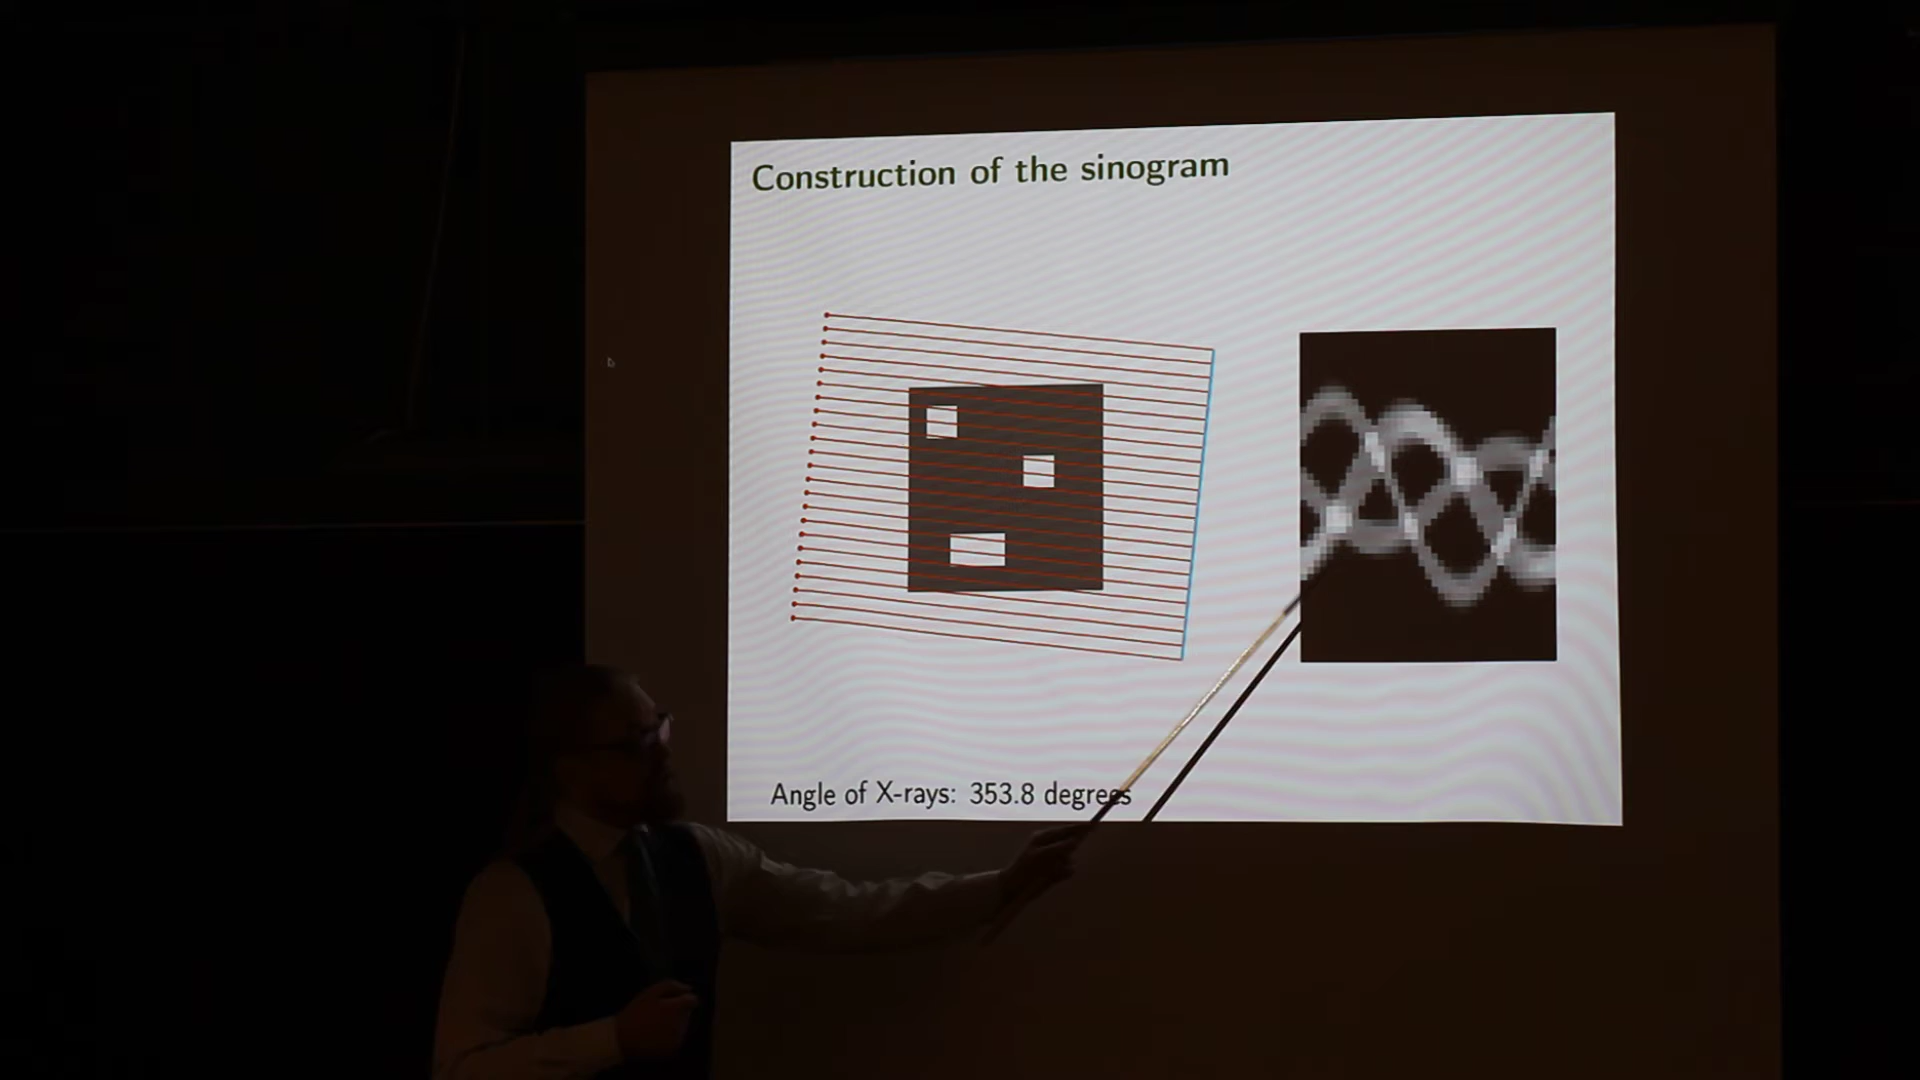 Construction of the sinogram
Angle of X-rays: 353.8 degrees